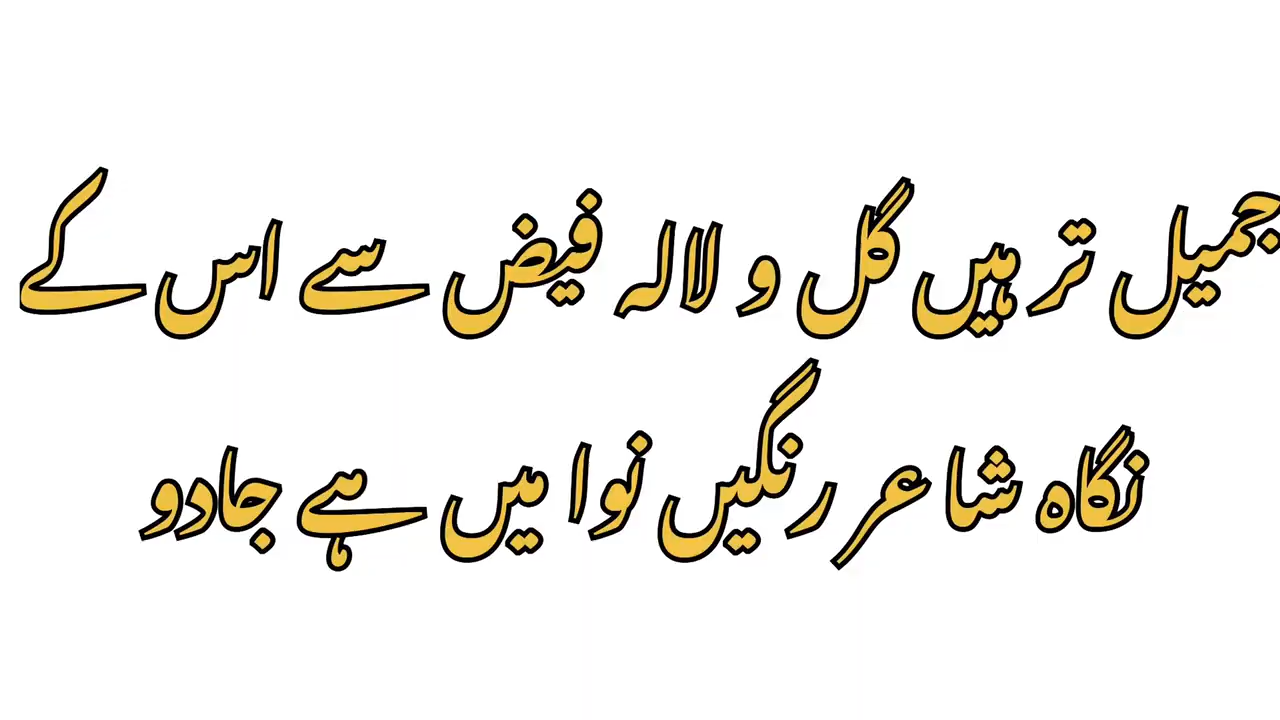 جمیل تر ہیں گل و لالہ فیض سے اس کے
نگاہ شاعر رنگیں نوا میں ہے جادو